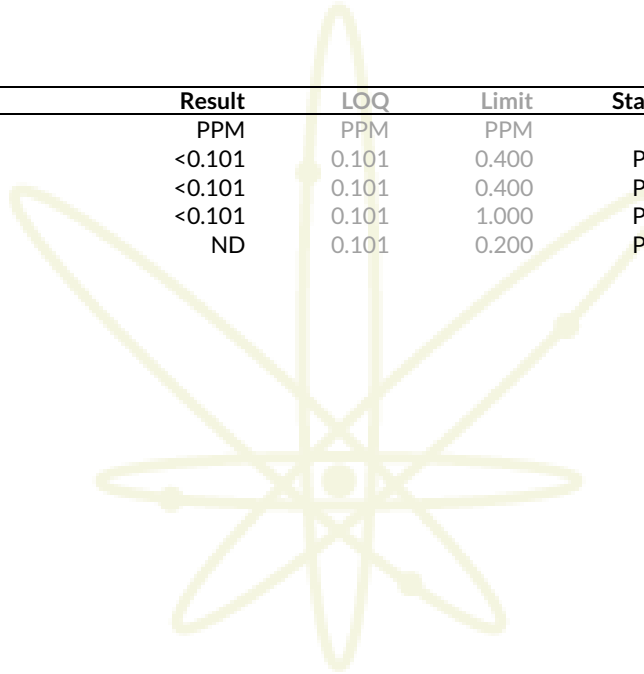 Result LOQ Limit Sta
PPM PPM PPM
<0.101 0.101 0.400 P
<0.101 0.101 0.400 P
<0.101 0.101 1.000 P
ND 0.101 0.200 P